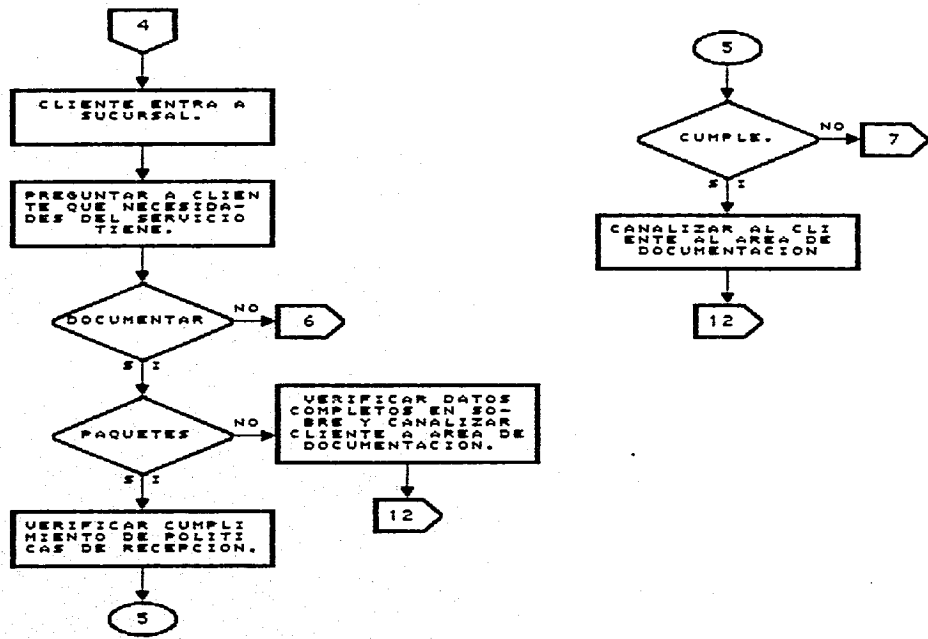 4
CLIENTE ENTRA A
SUCURSAL.
PREGUNTAR A CLIEN
TE QUE NECESIDA-
DES DEL SERVICIO
TIENE.
DOCUMENTAR
NO
6
SI
PAQUETES
NO
VERIFICAR DATOS
COMPLETOS EN SO-
BRE Y CANALIZAR
CLIENTE A AREA DE
DOCUMENTACION.
12
SI
VERIFICAR CUMPLI
MIENTO DE POLITI
CAS DE RECEPCION.
5
5
CUMPLE.
NO
7
SI
CANALIZAR AL CLI
ENTE AL AREA DE
DOCUMENTACION
12